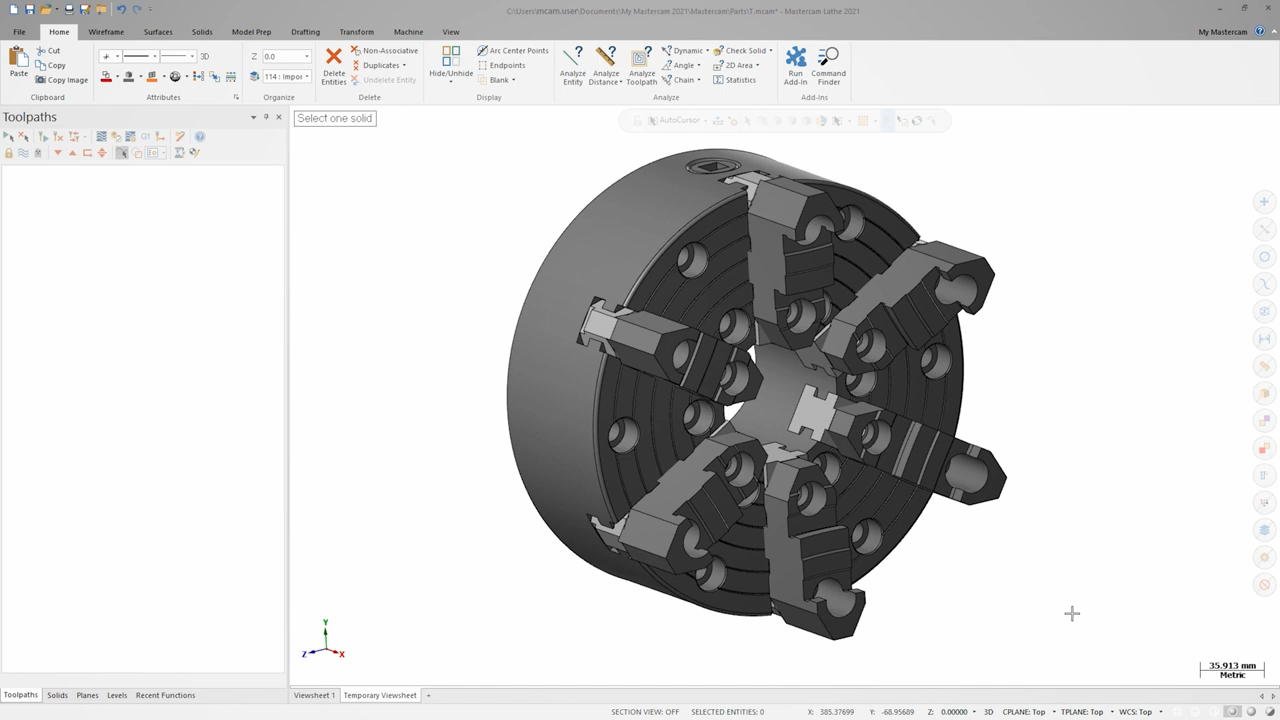 C:\Users\mcam.user\Documents\My Mastercam 2021\Mastercam\Parts\T.mcam* - Mastercam Lathe 2021
File Home Wireframe Surfaces Solids Model Prep Drafting Transform Machine View My Mastercam
Paste
Cut
Copy
Copy Image
Clipboard
3D
Attributes
Z 0.0
114 : Impor
Organize
Delete Entities
Non-Associative
Duplicates
Undelete Entity
Delete
Hide/Unhide
Arc Center Points
Endpoints
Blank
Display
Analyze Entity
Analyze Distance
Analyze Toolpath
Dynamic
Angle
Chain
Check Solid
2D Area
Statistics
Analyze
Run Add-In
Command Finder
Add-Ins
Toolpaths
G1
Select one solid
AutoCursor
Y
Z
X
35.913 mm
Metric
Toolpaths Solids Planes Levels Recent Functions
Viewsheet 1 Temporary Viewsheet +
SECTION VIEW: OFF SELECTED ENTITIES: 0 X: 385.37699 Y: -68.95689 Z: 0.00000 3D CPLANE: Top TPLANE: Top WCS: Top